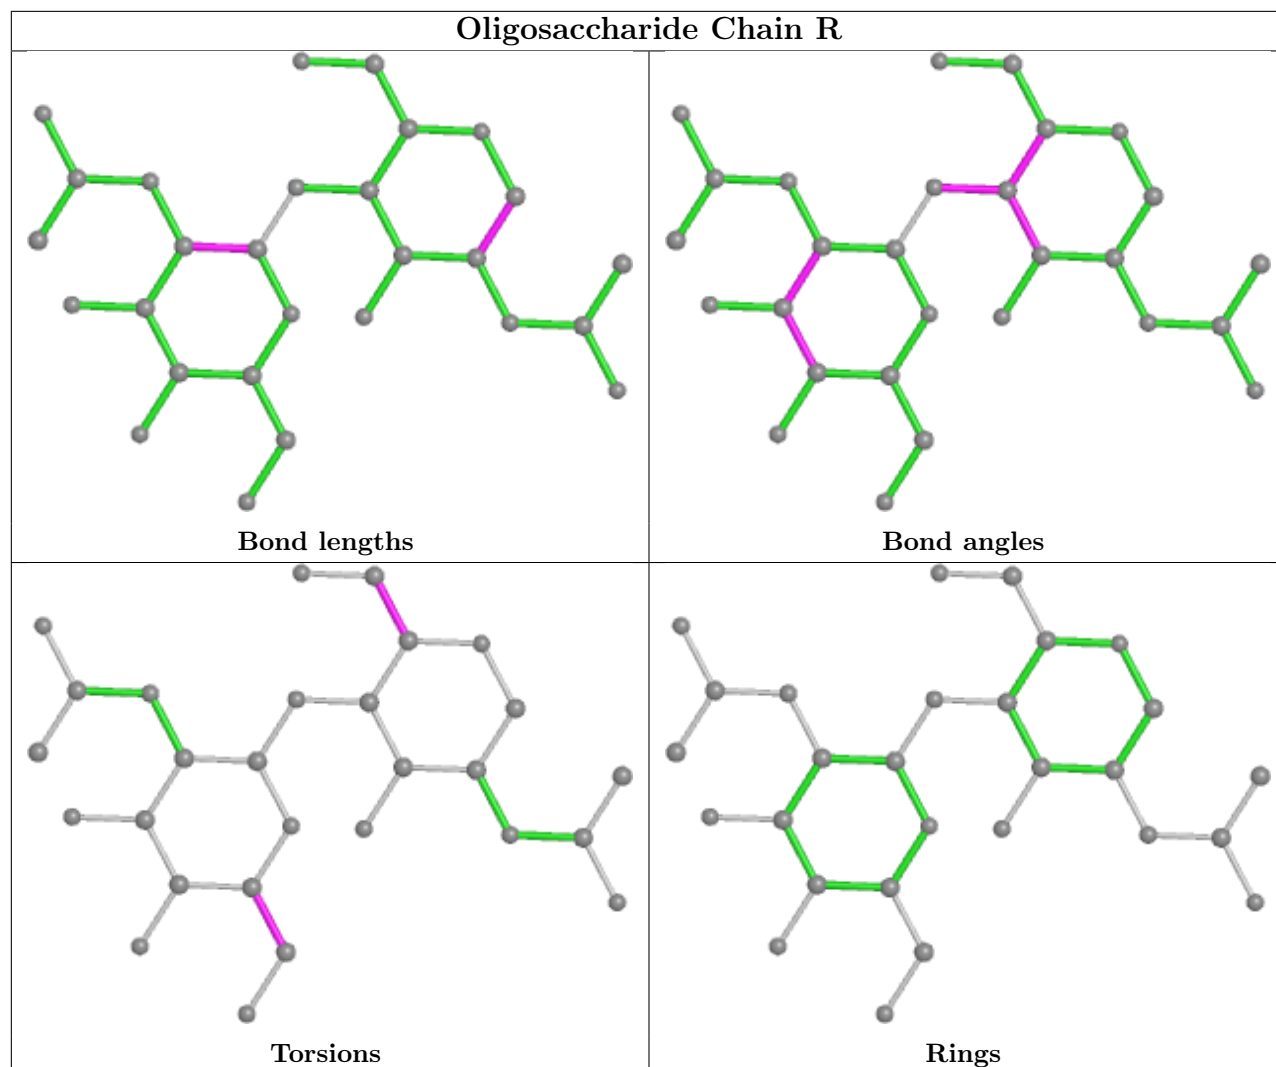 Oligosaccharide Chain R
Bond lengths
Bond angles
Torsions
Rings